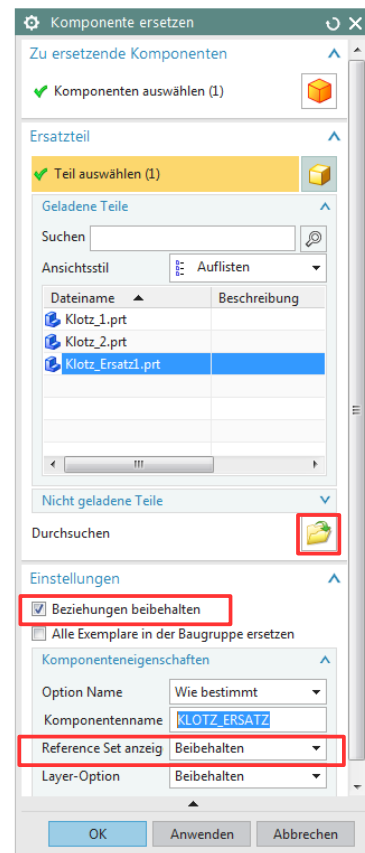 Komponente ersetzen
Zu ersetzende Komponenten
Komponenten auswählen (1)
Ersatzteil
Teil auswählen (1)
Geladene Teile
Suchen
Ansichtsstil Auflisten
Dateiname Beschreibung
Klotz_1.prt
Klotz_2.prt
Klotz_Ersatz1.prt
Nicht geladene Teile
Durchsuchen
Einstellungen
Beziehungen beibehalten
Alle Exemplare in der Baugruppe ersetzen
Komponenteneigenschaften
Option Name Wie bestimmt
Komponentenname KLOTZ_ERSATZ
Reference Set anzeig Beibehalten
Layer-Option Beibehalten
OK Anwenden Abbrechen